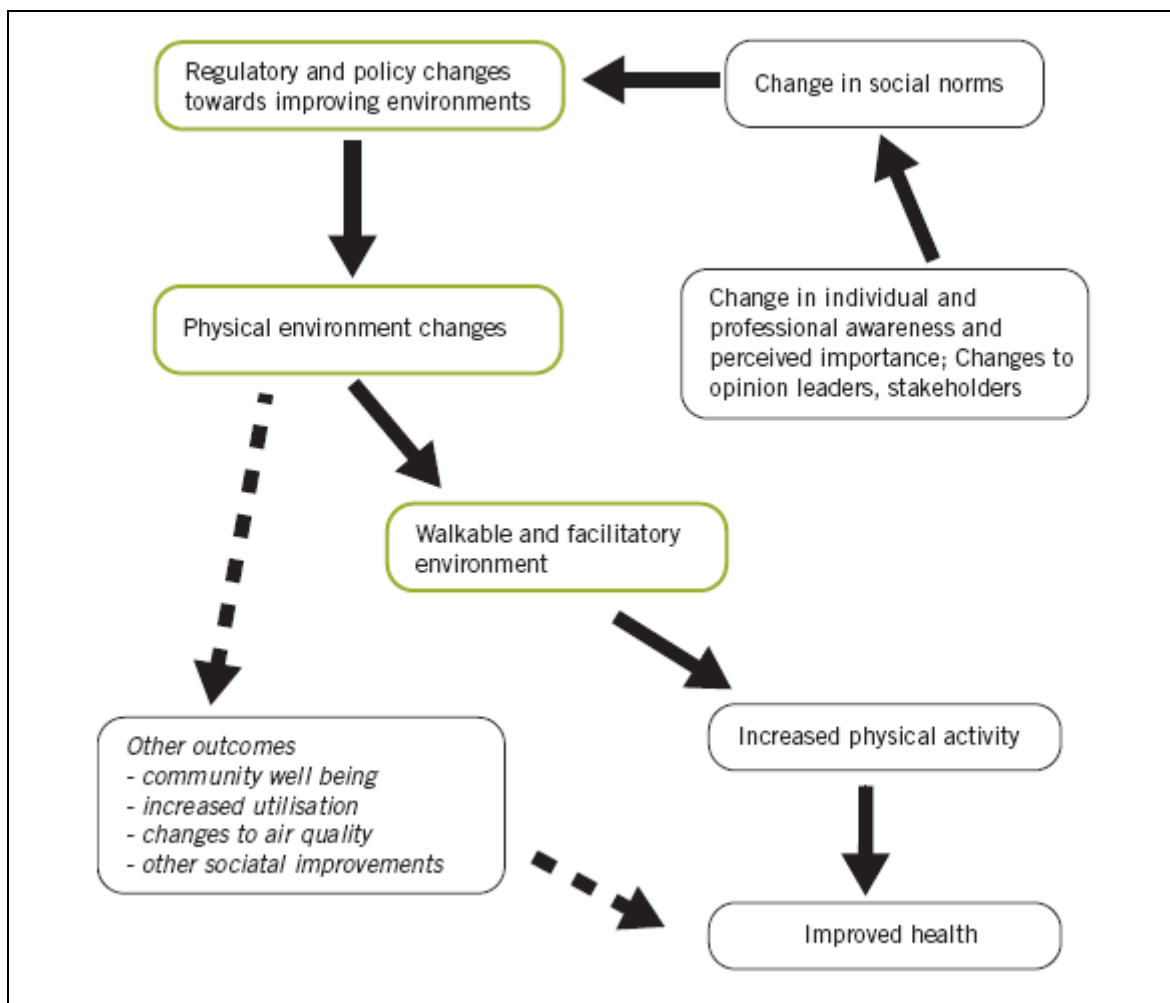 Regulatory and policy changes
towards improving environments
Change in social norms
Physical environment changes
Change in individual and
professional awareness and
perceived importance; Changes to
opinion leaders, stakeholders
Walkable and facilitatory
environment
Other outcomes
- community well being
- increased utilisation
- changes to air quality
- other sociatal improvements
Increased physical activity
Improved health